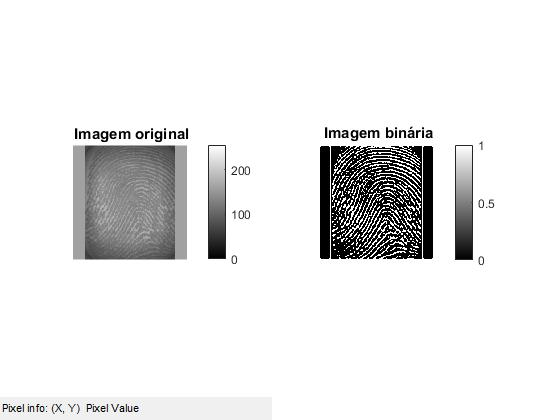 Imagem original
200
100
0
Imagem binária
1
0.5
0
Pixel info: (X, Y) Pixel Value